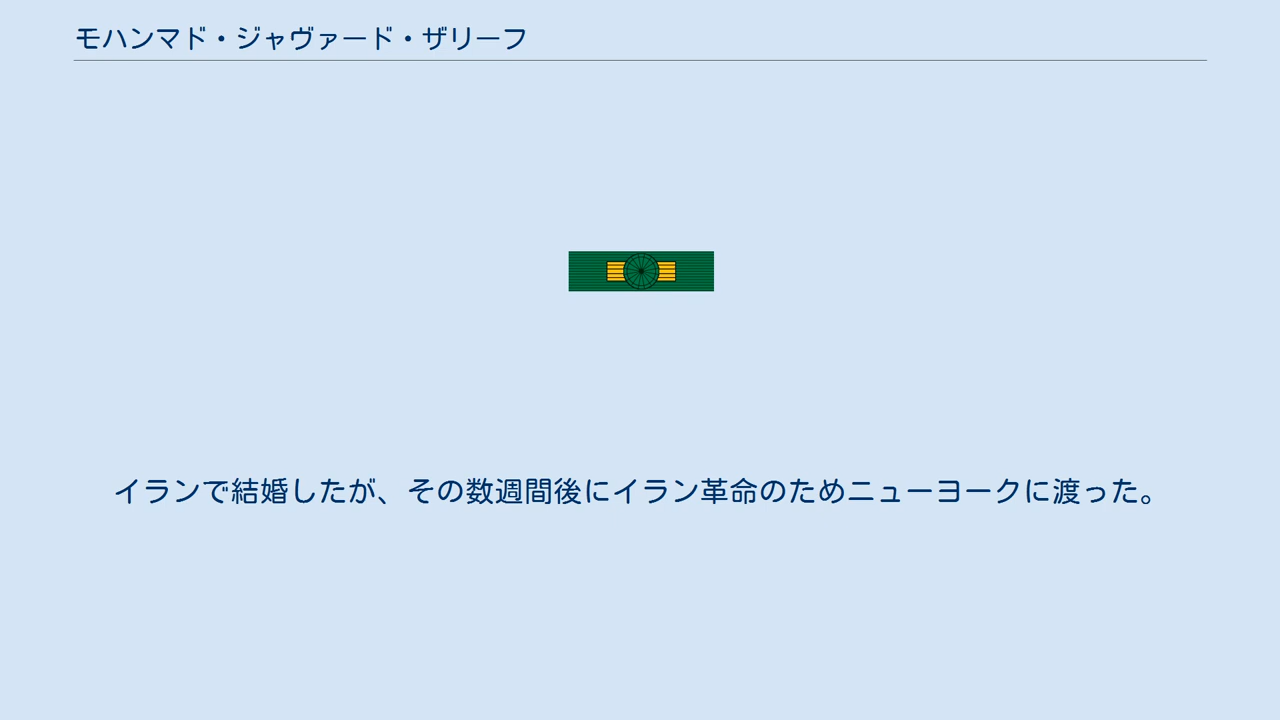 モハンマド・ジャヴァード・ザリーフ
イランで結婚したが、その数週間後にイラン革命のためニューヨークに渡った。